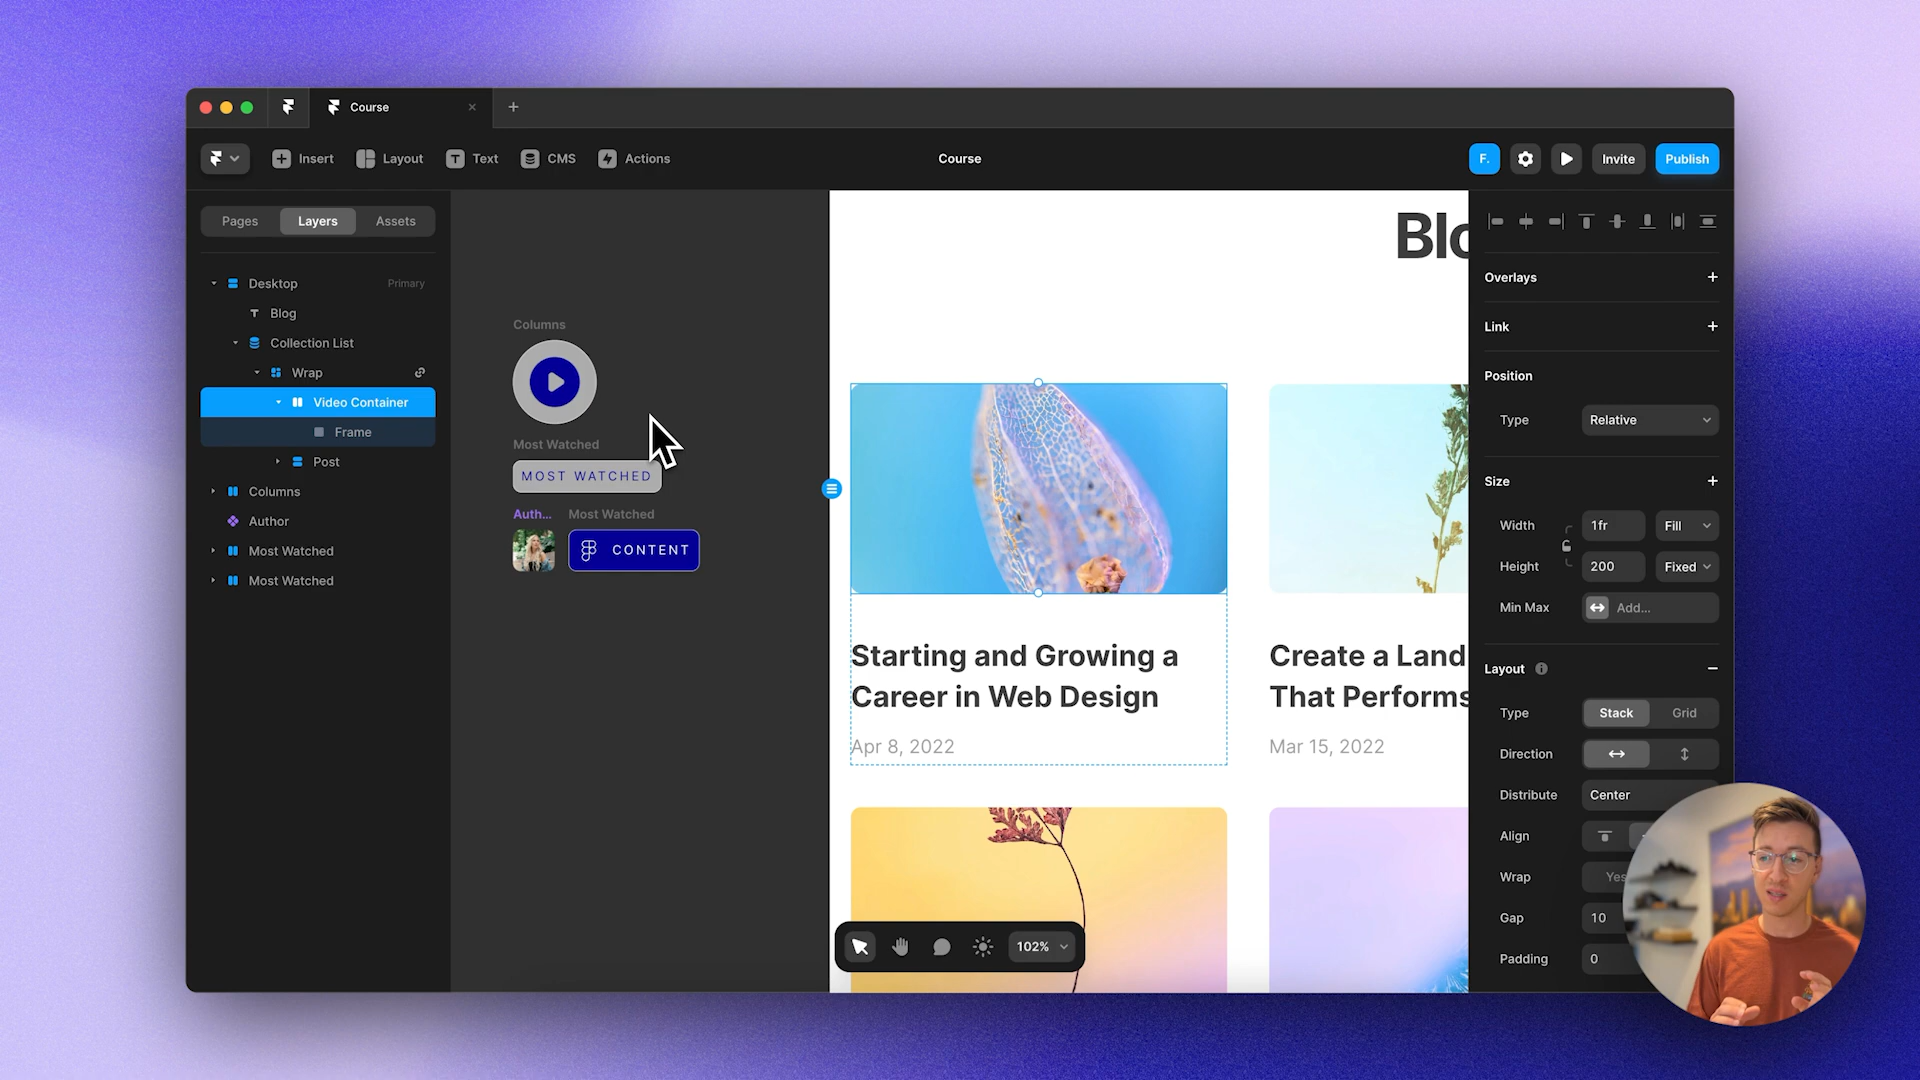 Course
Insert
Layout
Text
CMS
Actions
Course
F.
Invite
Publish
Pages
Layers
Assets
Desktop
Primary
Blog
Collection List
Wrap
Video Container
Frame
Post
Columns
Author
Most Watched
Most Watched
Columns
Most Watched
MOST WATCHED
Auth...
Most Watched
CONTENT
Blo
Starting and Growing a
Career in Web Design
Apr 8, 2022
Create a Land
That Performs
Mar 15, 2022
102%
Overlays
Link
Position
Type
Relative
Size
Width
1fr
Fill
Height
200
Fixed
Min Max
Add...
Layout
Type
Stack
Grid
Direction
Distribute
Center
Align
Wrap
Yes
Gap
10
Padding
0